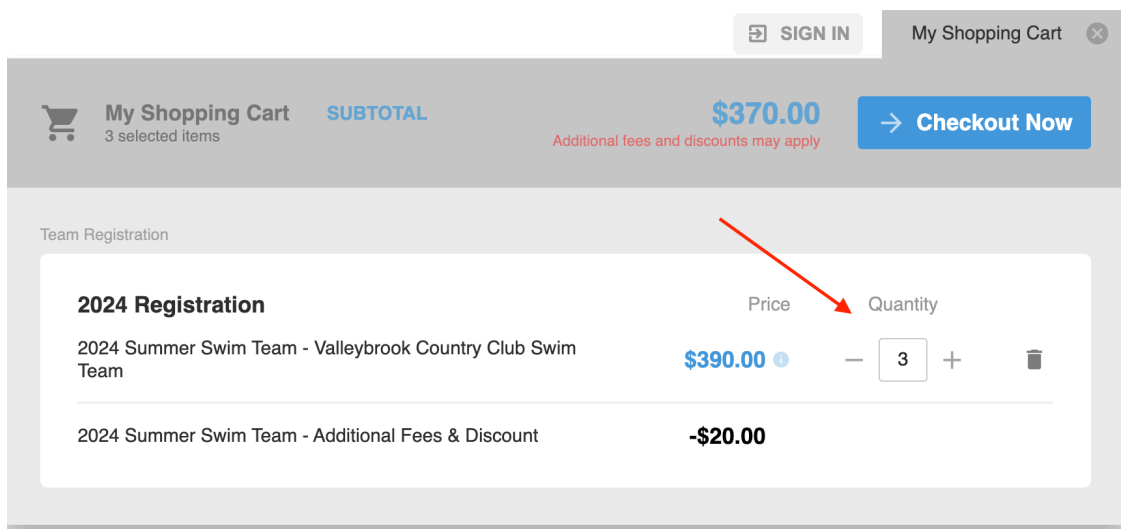 SIGN IN
My Shopping Cart
My Shopping Cart
3 selected items
SUBTOTAL
$370.00
Additional fees and discounts may apply
Checkout Now
Team Registration
2024 Registration
Price
Quantity
2024 Summer Swim Team - Valleybrook Country Club Swim
Team
$390.00
3
2024 Summer Swim Team - Additional Fees & Discount
-$20.00